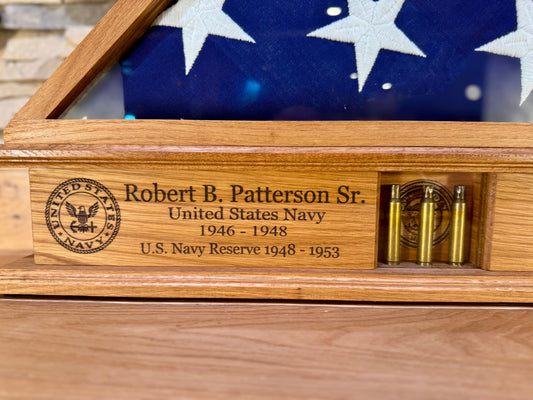 UNITED STATES NAVY
Robert B. Patterson Sr.
United States Navy
1946 - 1948
U.S. Navy Reserve 1948 - 1953